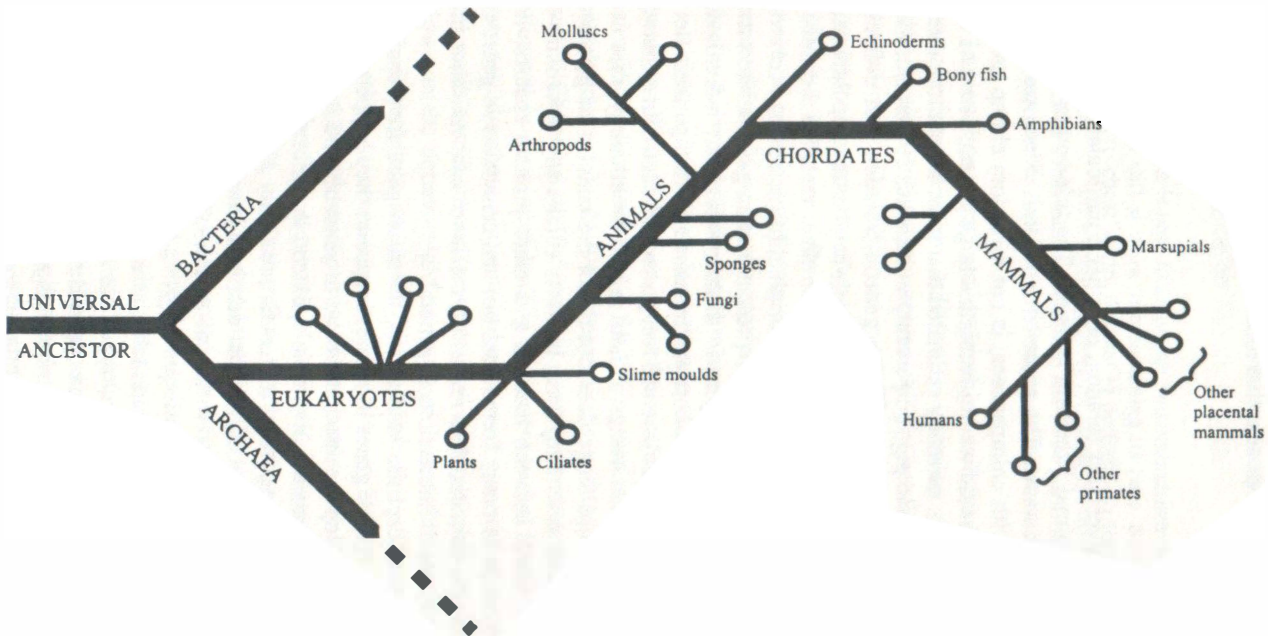 Molluscs
Echinoderms
Bony fish
Amphibians
Arthropods
CHORDATES
BACTERIA
ANIMALS
Sponges
MAMMALS
Marsupials
UNIVERSAL
ANCESTOR
Fungi
Slime moulds
EUKARYOTES
ARCHAEA
Plants
Ciliates
Humans
Other
placental
mammals
Other
primates